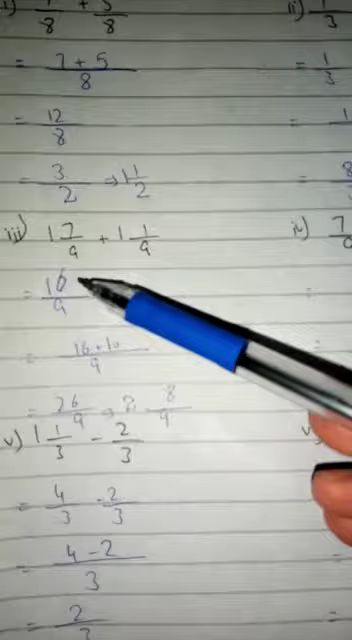 i) 7/8 + 5/8
ii) 1/3
= 7+5/8
= 1/3
= 12/8
= 1
= 3/2 → 1 1/2
= 8
iii) 1 7/9 + 1 1/9
iv) 7/9
= 16/9
=
= 16+10/9
=
= 26/9 → 2 8/9
v) 1 1/3 - 2/3
v
= 4/3 - 2/3
=
= 4-2/3
=
= 2/3
=